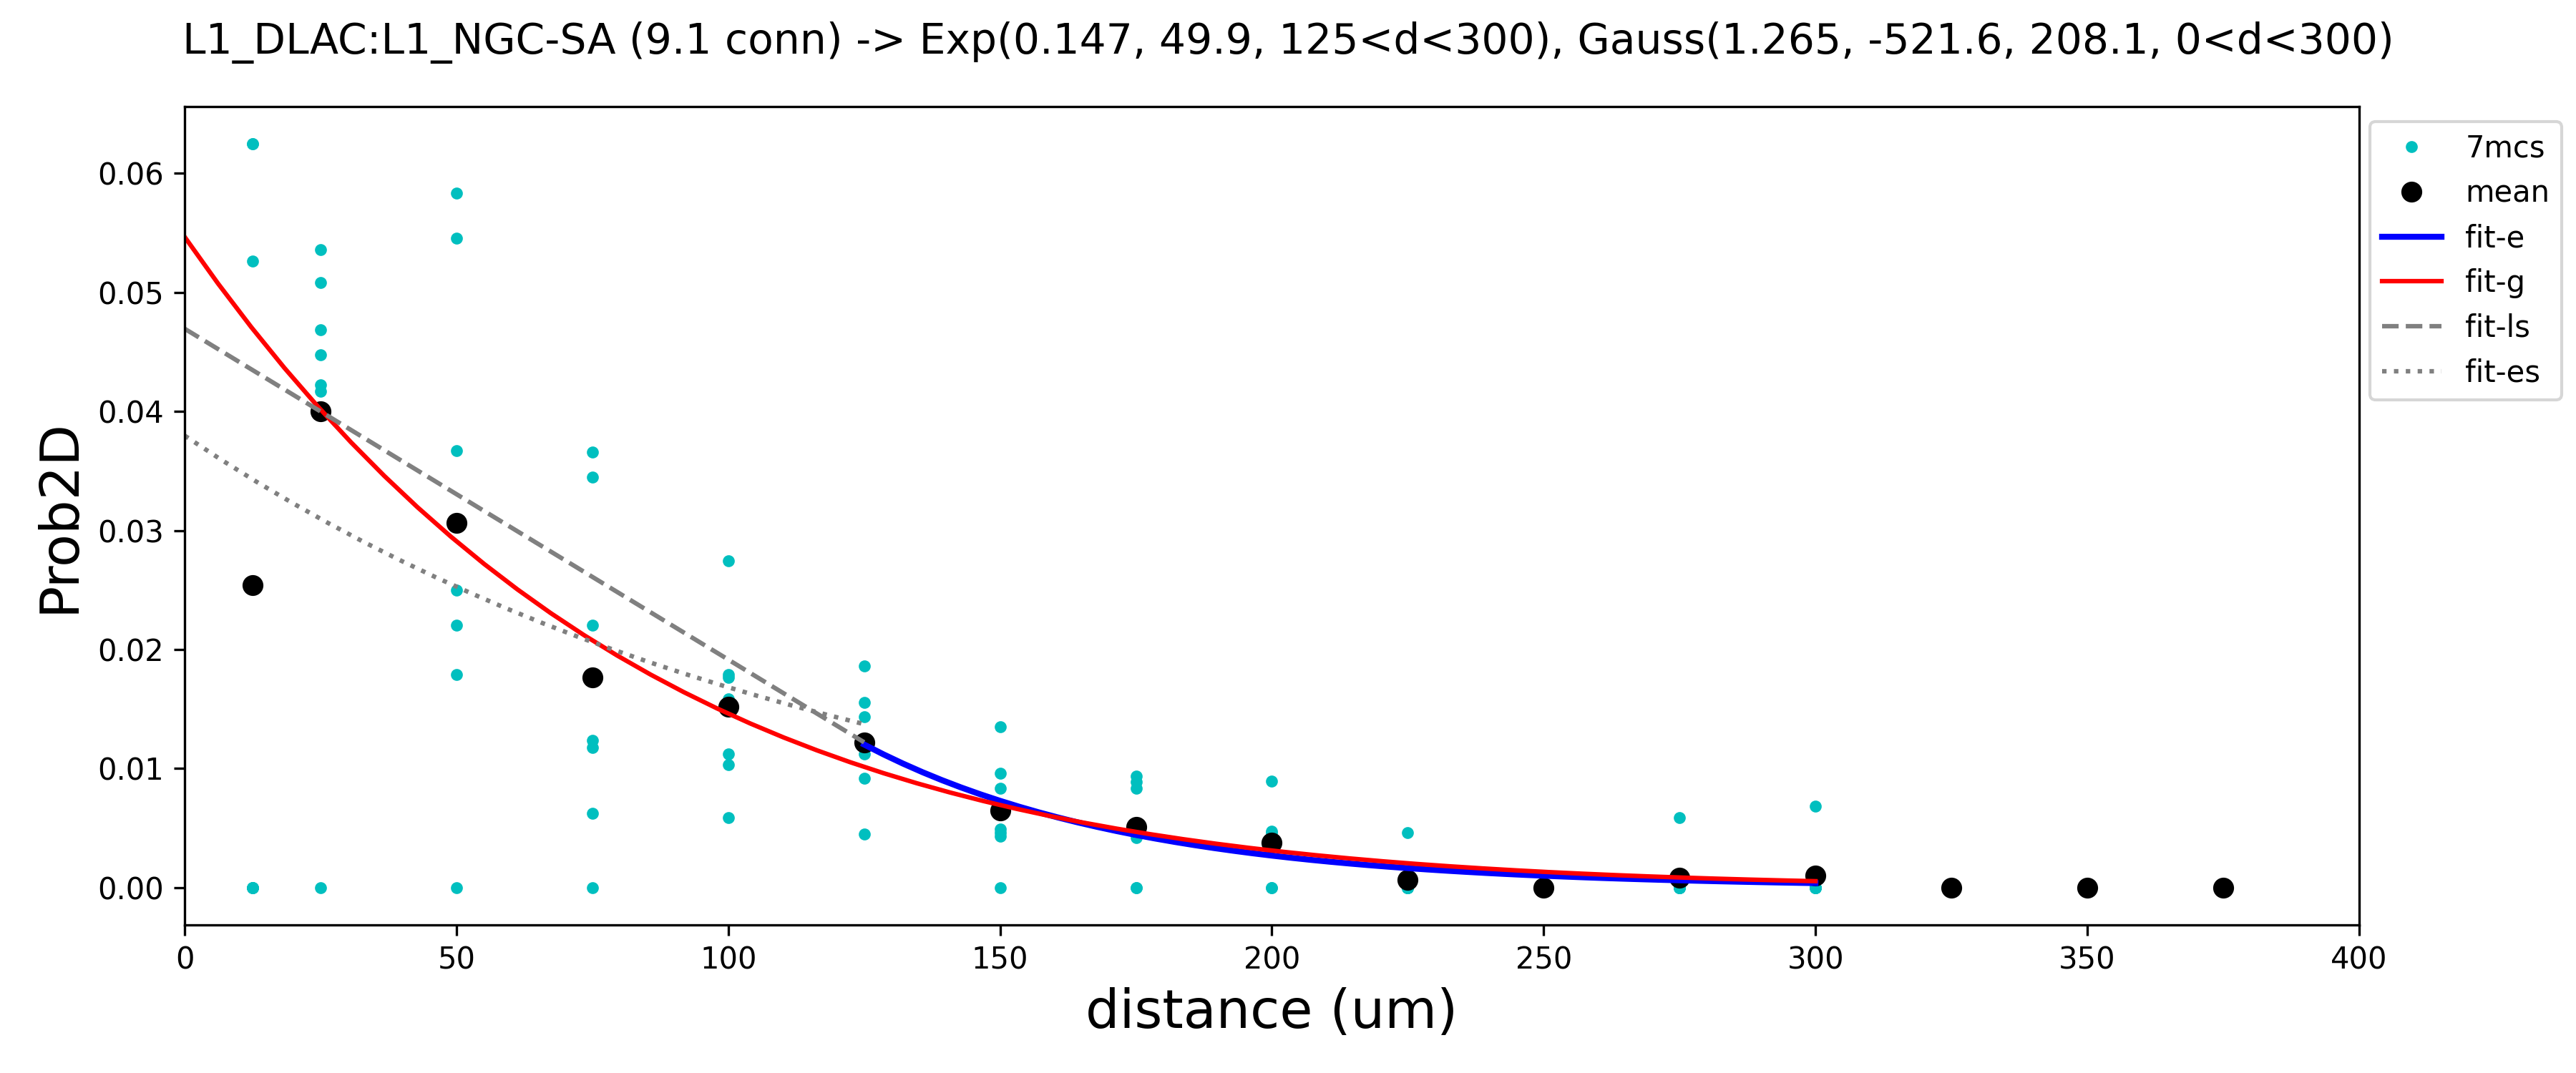 L1_DLAC:L1_NGC-SA (9.1 conn) -> Exp(0.147, 49.9, 125<d<300), Gauss(1.265, -521.6, 208.1, 0<d<300)
7mcs
mean
fit-e
fit-g
fit-ls
fit-es
Prob2D
0.06
0.05
0.04
0.03
0.02
0.01
0.00
0 50 100 150 200 250 300 350 400
distance (um)